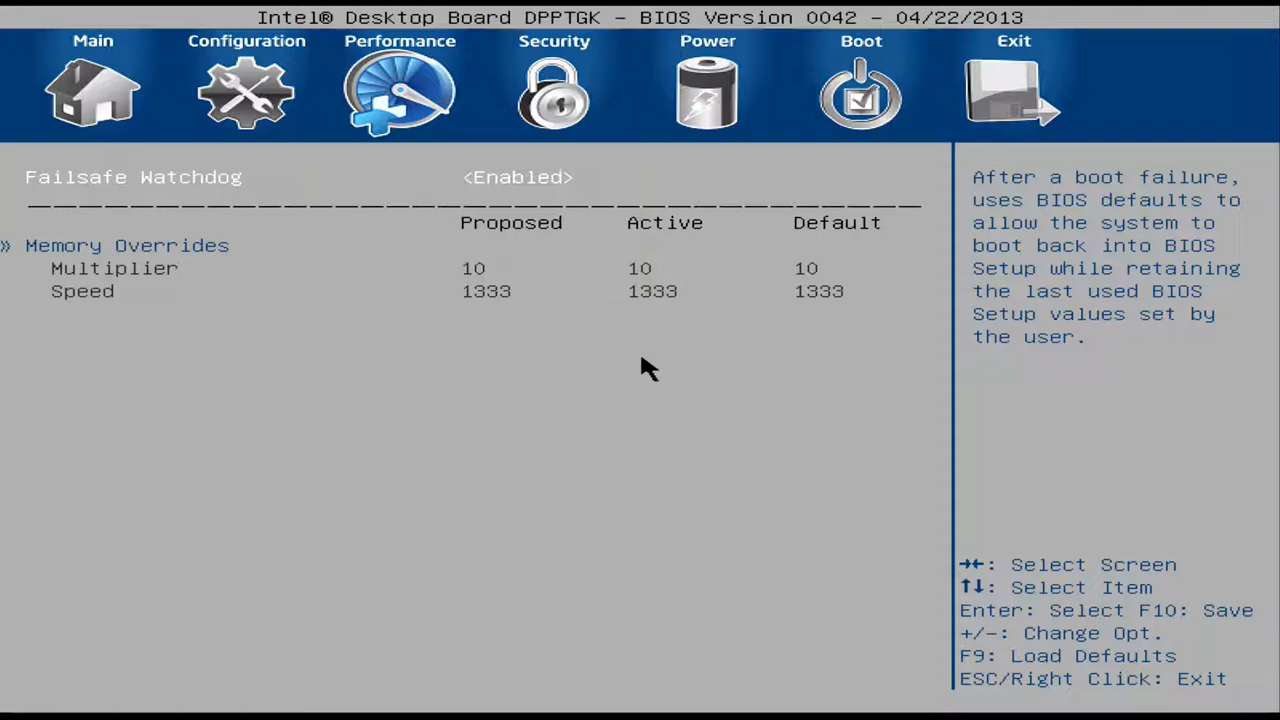 Intel® Desktop Board DPPTGK - BIOS Version 0042 - 04/22/2013
Main Configuration Performance Security Power Boot Exit
Failsafe Watchdog <Enabled>
Proposed Active Default
» Memory Overrides
Multiplier 10 10 10
Speed 1333 1333 1333
After a boot failure,
uses BIOS defaults to
allow the system to
boot back into BIOS
Setup while retaining
the last used BIOS
Setup values set by
the user.
→←: Select Screen
↑↓: Select Item
Enter: Select F10: Save
+/-: Change Opt.
F9: Load Defaults
ESC/Right Click: Exit